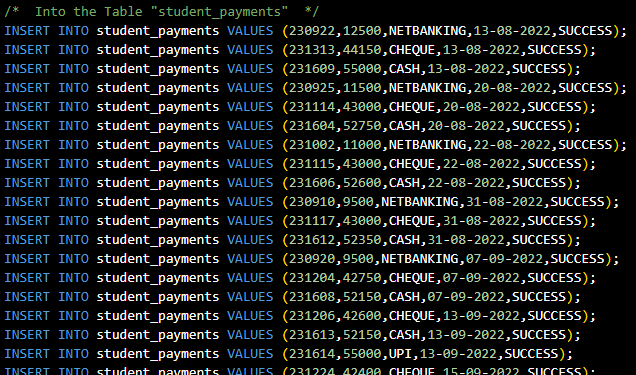 /*  Into the Table "student_payments"  */
INSERT INTO student_payments VALUES (230922,12500,NETBANKING,13-08-2022,SUCCESS);
INSERT INTO student_payments VALUES (231313,44150,CHEQUE,13-08-2022,SUCCESS);
INSERT INTO student_payments VALUES (231609,55000,CASH,13-08-2022,SUCCESS);
INSERT INTO student_payments VALUES (230925,11500,NETBANKING,20-08-2022,SUCCESS);
INSERT INTO student_payments VALUES (231114,43000,CHEQUE,20-08-2022,SUCCESS);
INSERT INTO student_payments VALUES (231604,52750,CASH,20-08-2022,SUCCESS);
INSERT INTO student_payments VALUES (231002,11000,NETBANKING,22-08-2022,SUCCESS);
INSERT INTO student_payments VALUES (231115,43000,CHEQUE,22-08-2022,SUCCESS);
INSERT INTO student_payments VALUES (231606,52600,CASH,22-08-2022,SUCCESS);
INSERT INTO student_payments VALUES (230910,9500,NETBANKING,31-08-2022,SUCCESS);
INSERT INTO student_payments VALUES (231117,43000,CHEQUE,31-08-2022,SUCCESS);
INSERT INTO student_payments VALUES (231612,52350,CASH,31-08-2022,SUCCESS);
INSERT INTO student_payments VALUES (230920,9500,NETBANKING,07-09-2022,SUCCESS);
INSERT INTO student_payments VALUES (231204,42750,CHEQUE,07-09-2022,SUCCESS);
INSERT INTO student_payments VALUES (231608,52150,CASH,07-09-2022,SUCCESS);
INSERT INTO student_payments VALUES (231206,42600,CHEQUE,13-09-2022,SUCCESS);
INSERT INTO student_payments VALUES (231613,52150,CASH,13-09-2022,SUCCESS);
INSERT INTO student_payments VALUES (231614,55000,UPI,13-09-2022,SUCCESS);
INSERT INTO student_payments VALUES (231224,42400,CHEQUE,15-09-2022,SUCCESS);